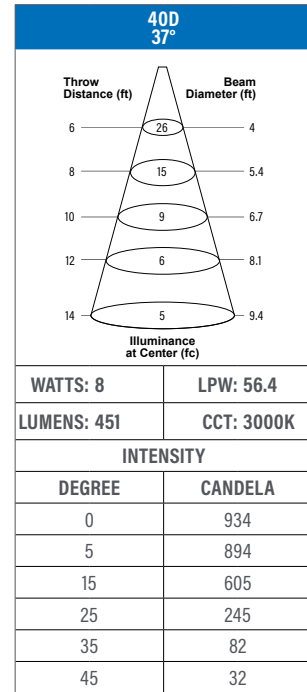 40D
37°
Throw Distance (ft) Beam Diameter (ft)
6 26 4
8 15 5.4
10 9 6.7
12 6 8.1
14 5 9.4
Illuminance
at Center (fc)
WATTS: 8 LPW: 56.4
LUMENS: 451 CCT: 3000K
INTENSITY
DEGREE CANDELA
0 934
5 894
15 605
25 245
35 82
45 32